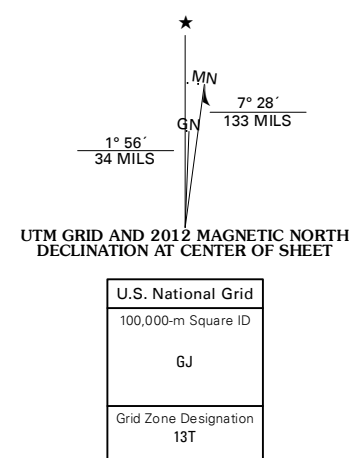 ★
MN
GN
7° 28´
133 MILS
1° 56´
34 MILS
UTM GRID AND 2012 MAGNETIC NORTH
DECLINATION AT CENTER OF SHEET
U.S. National Grid
100,000-m Square ID
GJ
Grid Zone Designation
13T